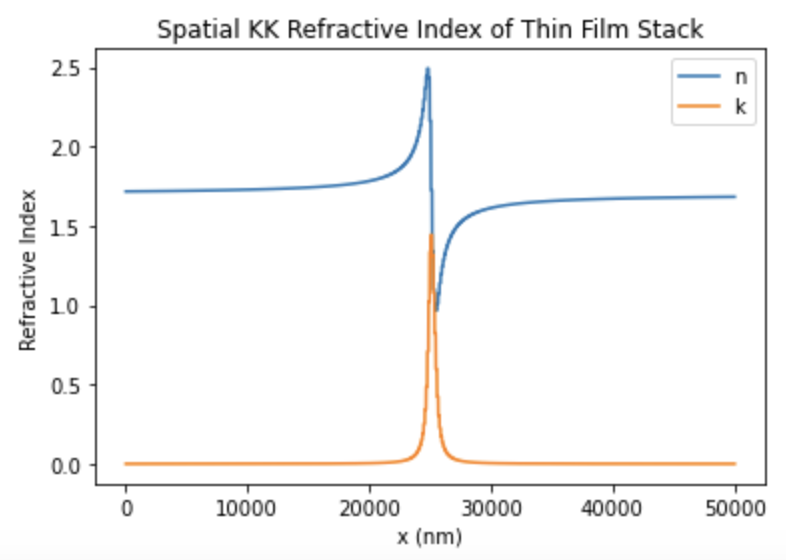 Spatial KK Refractive Index of Thin Film Stack
n
k
2.5
2.0
1.5
1.0
0.5
0.0
Refractive Index
0 10000 20000 30000 40000 50000
x (nm)